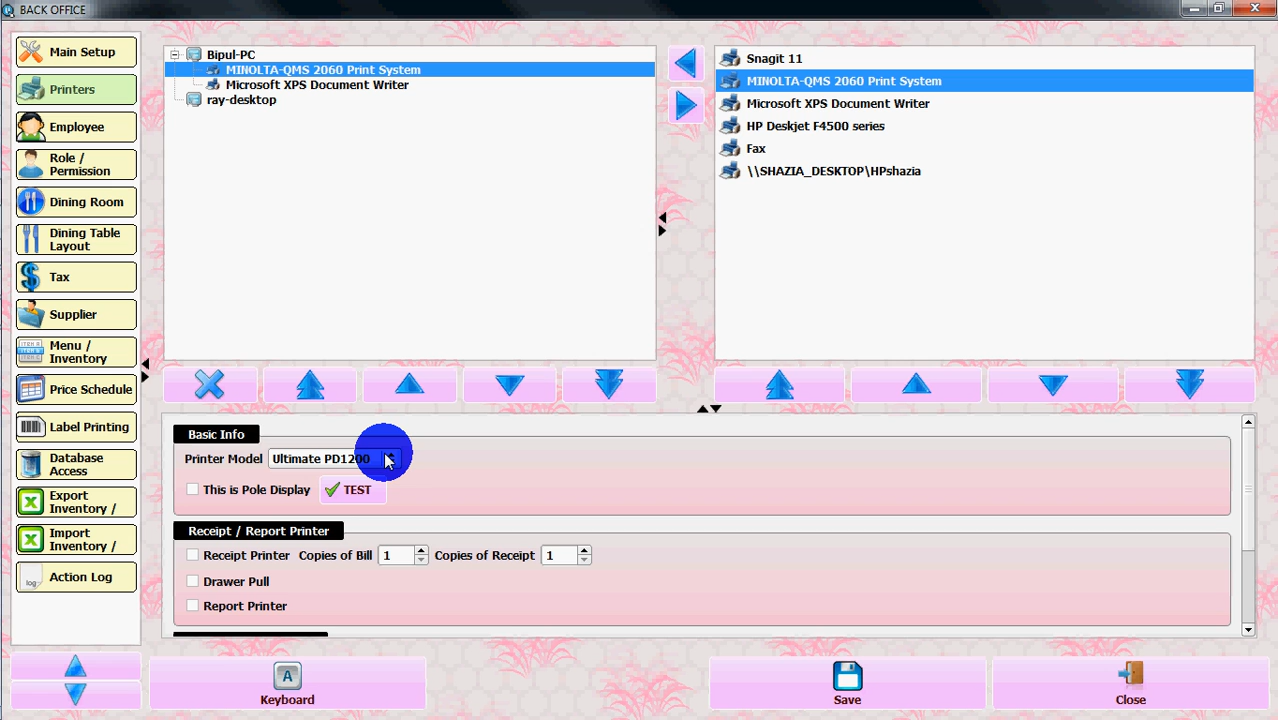 BACK OFFICE
Main Setup
Printers
Employee
Role /
Permission
Dining Room
Dining Table
Layout
Tax
Supplier
Menu /
Inventory
Price Schedule
Label Printing
Database
Access
Export
Inventory /
Import
Inventory /
Action Log
Bipul-PC
MINOLTA-QMS 2060 Print System
Microsoft XPS Document Writer
ray-desktop
Snagit 11
MINOLTA-QMS 2060 Print System
Microsoft XPS Document Writer
HP Deskjet F4500 series
Fax
\\SHAZIA_DESKTOP\HPshazia
Basic Info
Printer Model Ultimate PD1200
This is Pole Display TEST
Receipt / Report Printer
Receipt Printer Copies of Bill 1 Copies of Receipt 1
Drawer Pull
Report Printer
A
Keyboard
Save
Close